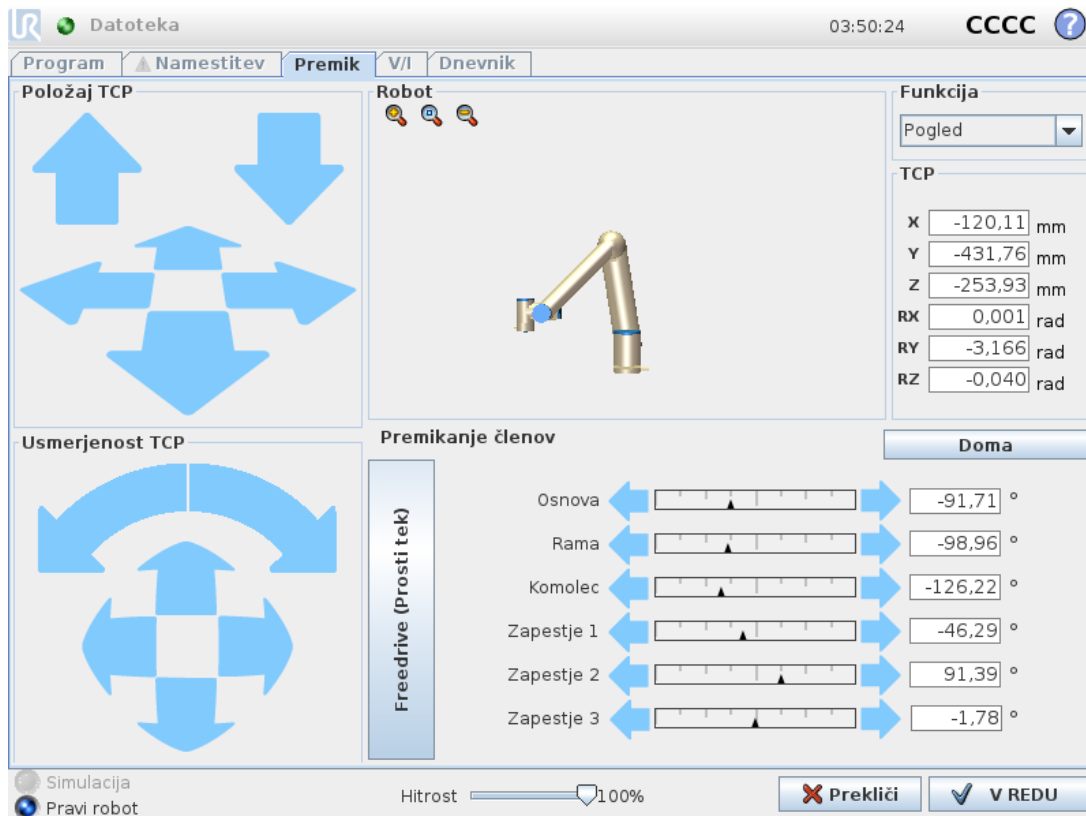 UR Datoteka 03:50:24 CCCC ?
Program Namestitev Premik V/I Dnevnik
Položaj TCP
Robot
Funkcija
Pogled
TCP
X -120,11 mm
Y -431,76 mm
Z -253,93 mm
RX 0,001 rad
RY -3,166 rad
RZ -0,040 rad
Usmerjenost TCP
Premikanje členov
Doma
Freedrive (Prosti tek)
Osnova -91,71 °
Rama -98,96 °
Komolec -126,22 °
Zapestje 1 -46,29 °
Zapestje 2 91,39 °
Zapestje 3 -1,78 °
Simulacija
Pravi robot
Hitrost 100%
Prekliči
V REDU